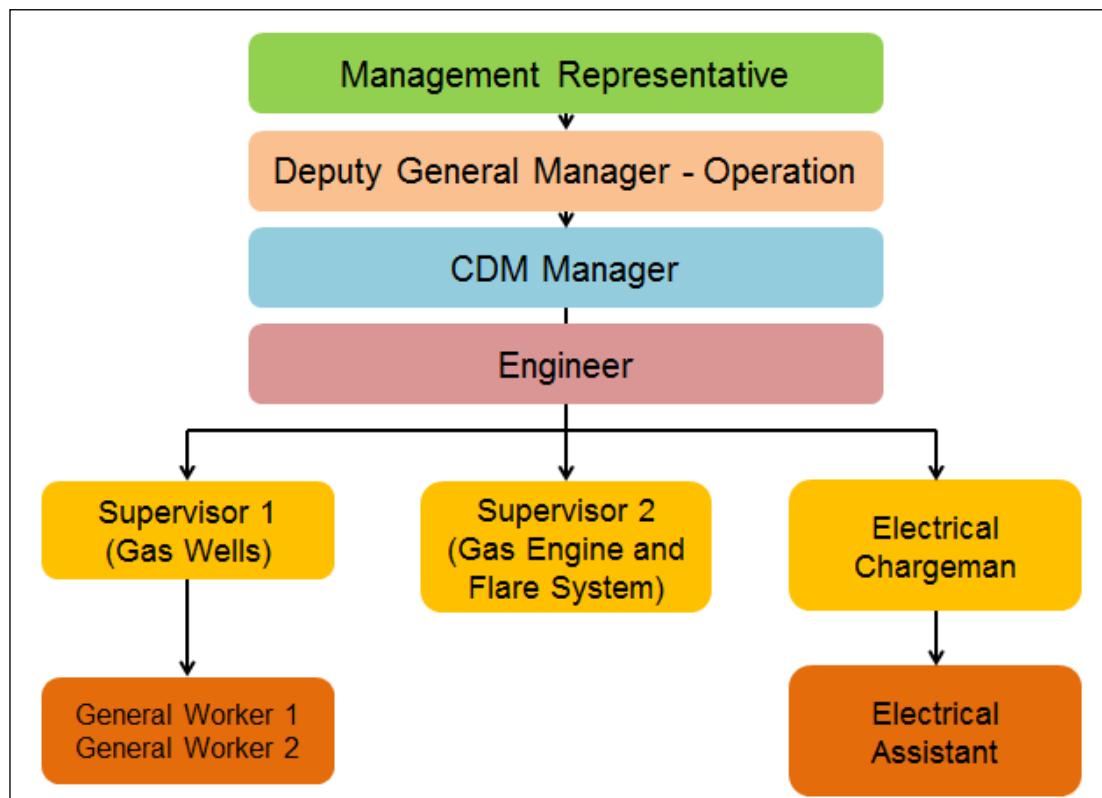 Management Representative
Deputy General Manager - Operation
CDM Manager
Engineer
Supervisor 1
(Gas Wells)
Supervisor 2
(Gas Engine and
Flare System)
Electrical
Chargeman
General Worker 1
General Worker 2
Electrical
Assistant